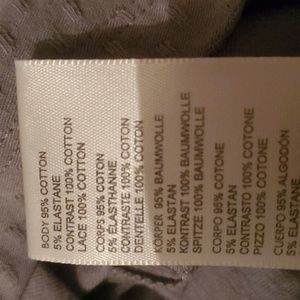 BODY 95% COTTON
5% ELASTANE
CONTRAST 100% COTTON
LACE 100% COTTON
CORPS 95% COTON
5% ELASTHANNE
CONTRASTE 100% COTON
DENTELLE 100% COTON
KORPER 95% BAUMWOLLE
5% ELASTAN
KONTRAST 100% BAUMWOLLE
SPITZE 100% BAUMWOLLE
CORPO 95% COTONE
5% ELASTAN
CONTRASTO 100% COTONE
PIZZO 100% COTONE
CUERPO 95% ALGODÓN
5% ELASTAN